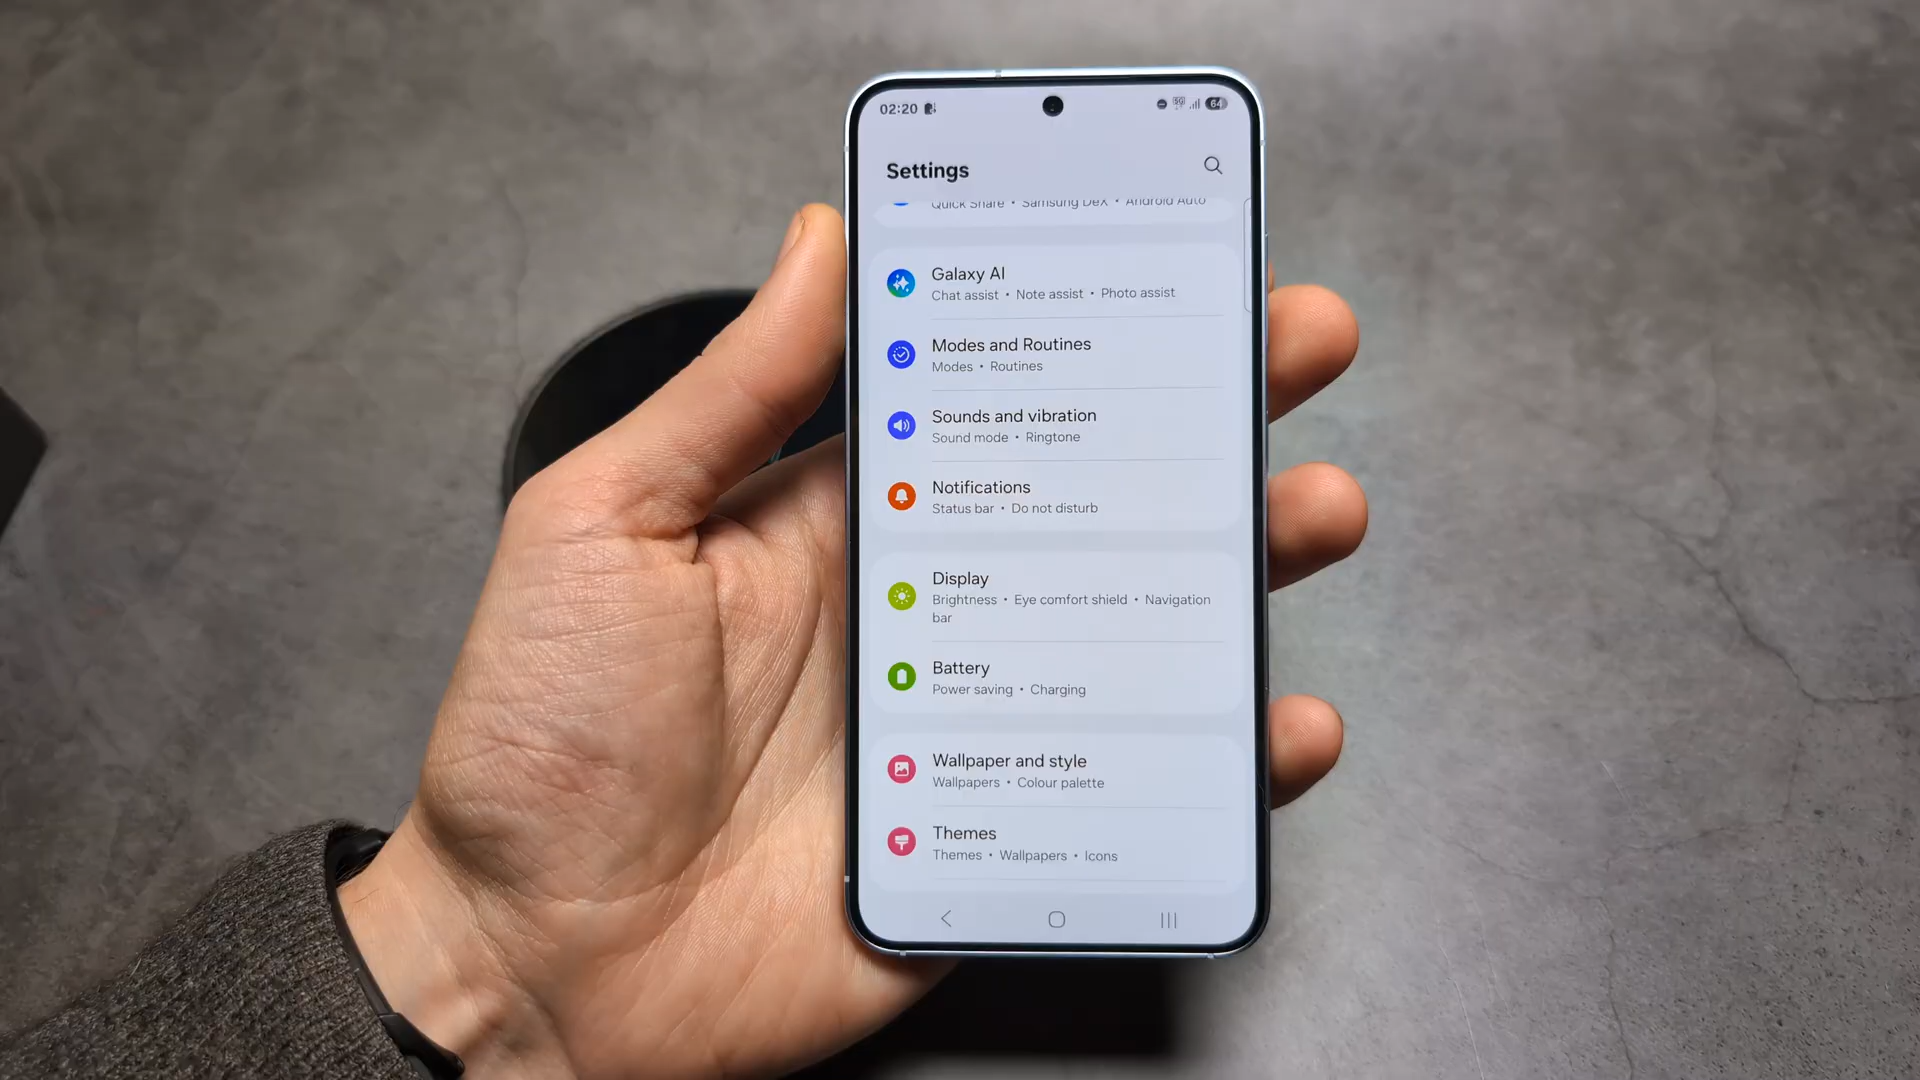 02:20
5G
64
Settings
Quick Share • Samsung DeX • Android Auto
Galaxy AI
Chat assist • Note assist • Photo assist
Modes and Routines
Modes • Routines
Sounds and vibration
Sound mode • Ringtone
Notifications
Status bar • Do not disturb
Display
Brightness • Eye comfort shield • Navigation
bar
Battery
Power saving • Charging
Wallpaper and style
Wallpapers • Colour palette
Themes
Themes • Wallpapers • Icons